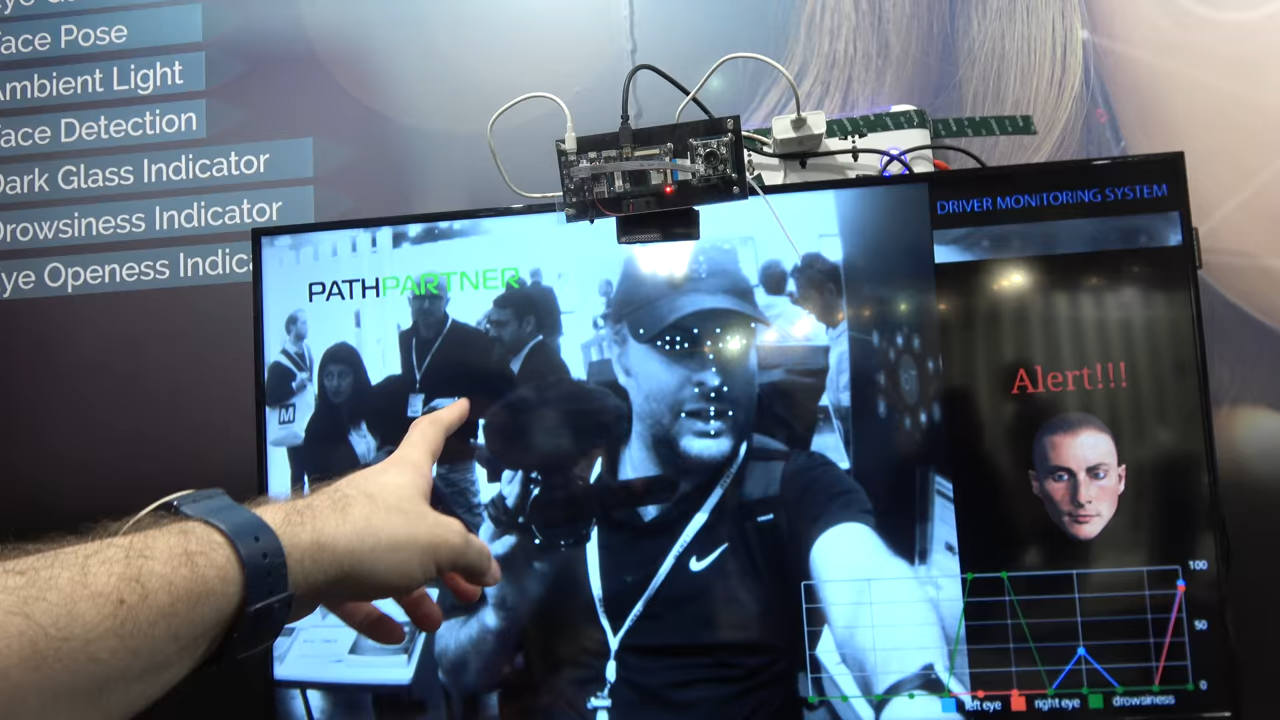 Face Pose
Ambient Light
Face Detection
Dark Glass Indicator
Drowsiness Indicator
Eye Openess Indica
PATHPARTNER
DRIVER MONITORING SYSTEM
Alert!!!
M
100
50
0
left eye
right eye
drowsiness